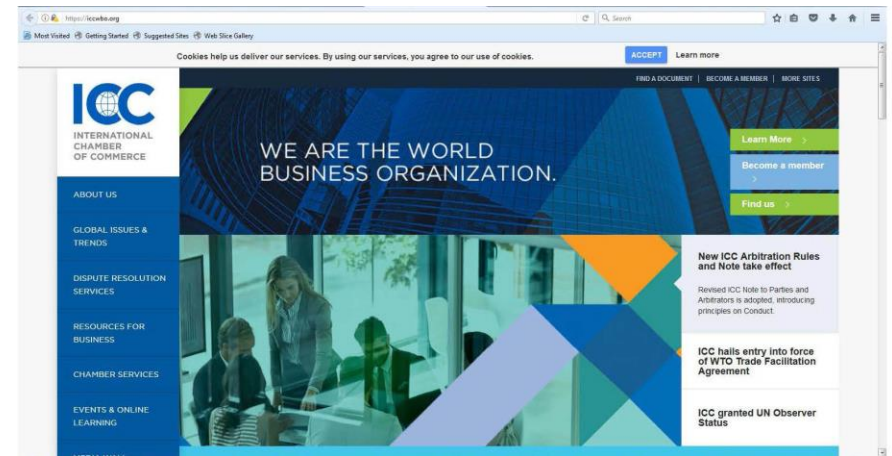 https://iccwbo.org
Search
Most Visited Getting Started Suggested Sites Web Slice Gallery
Cookies help us deliver our services. By using our services, you agree to our use of cookies. ACCEPT Learn more
FIND A DOCUMENT | BECOME A MEMBER | MORE SITES
ICC
INTERNATIONAL
CHAMBER
OF COMMERCE
WE ARE THE WORLD
BUSINESS ORGANIZATION.
Learn More >
Become a member
>
Find us >
ABOUT US
GLOBAL ISSUES &
TRENDS
DISPUTE RESOLUTION
SERVICES
RESOURCES FOR
BUSINESS
CHAMBER SERVICES
EVENTS & ONLINE
LEARNING
New ICC Arbitration Rules
and Note take effect
Revised ICC Note to Parties and
Arbitrators is adopted, introducing
principles on Conduct.
ICC hails entry into force
of WTO Trade Facilitation
Agreement
ICC granted UN Observer
Status